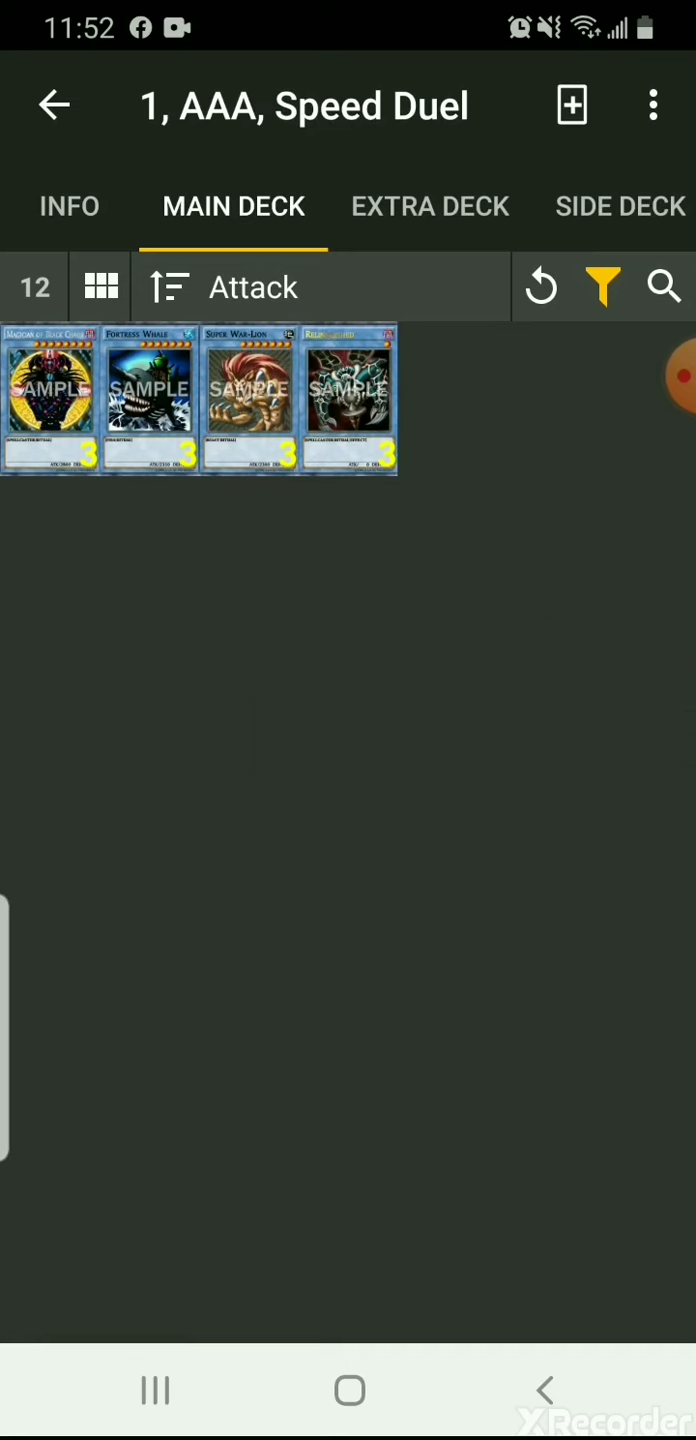 11:52
1, AAA, Speed Duel
INFO MAIN DECK EXTRA DECK SIDE DECK
12 Attack
MAGICIAN OF BLACK CHAOS FORTRESS WHALE SUPER WAR-LION RELINQUISHED
SAMPLE SAMPLE SAMPLE SAMPLE
3 3 3 3
XRecorder